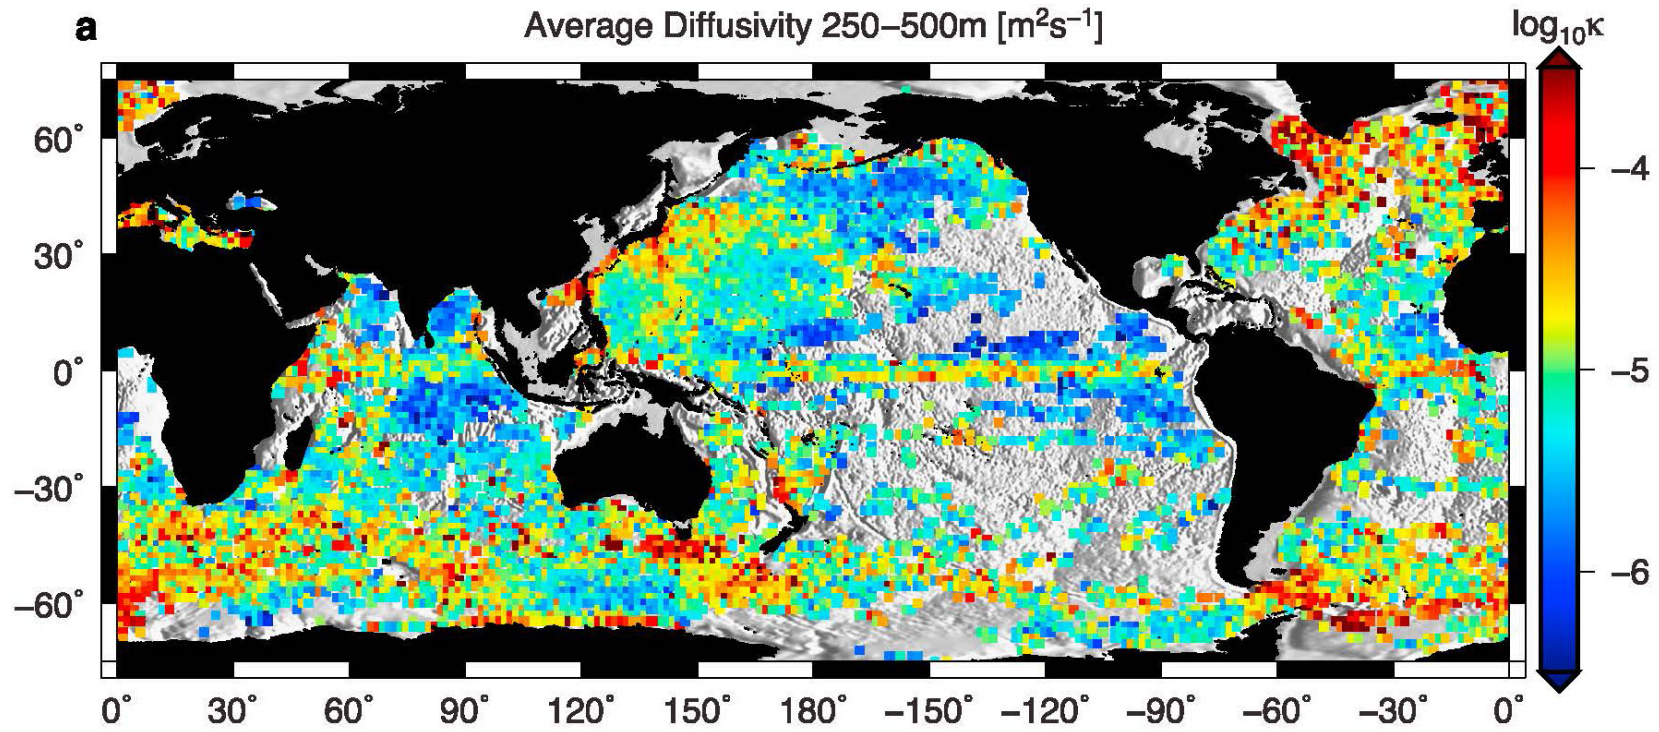 a
Average Diffusivity 250–500m [m²s⁻¹]
log₁₀κ
60°
30°
0°
−30°
−60°
−4
−5
−6
0° 30° 60° 90° 120° 150° 180° −150° −120° −90° −60° −30° 0°